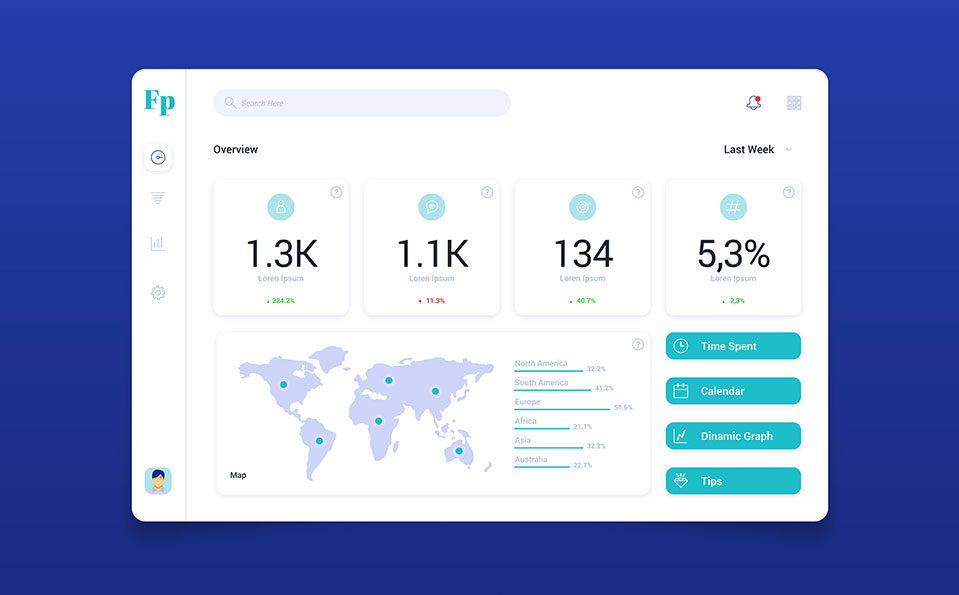 Fp
Search Here
Overview
Last Week
1.3K
Loren Ipsum
224.2%
1.1K
Loren Ipsum
11.3%
134
Loren Ipsum
40.7%
5,3%
Loren Ipsum
2,3%
North America
32.2%
South America
41.2%
Europe
51.6%
Africa
21.1%
Asia
32.2%
Australia
22.7%
Map
Time Spent
Calendar
Dinamic Graph
Tips